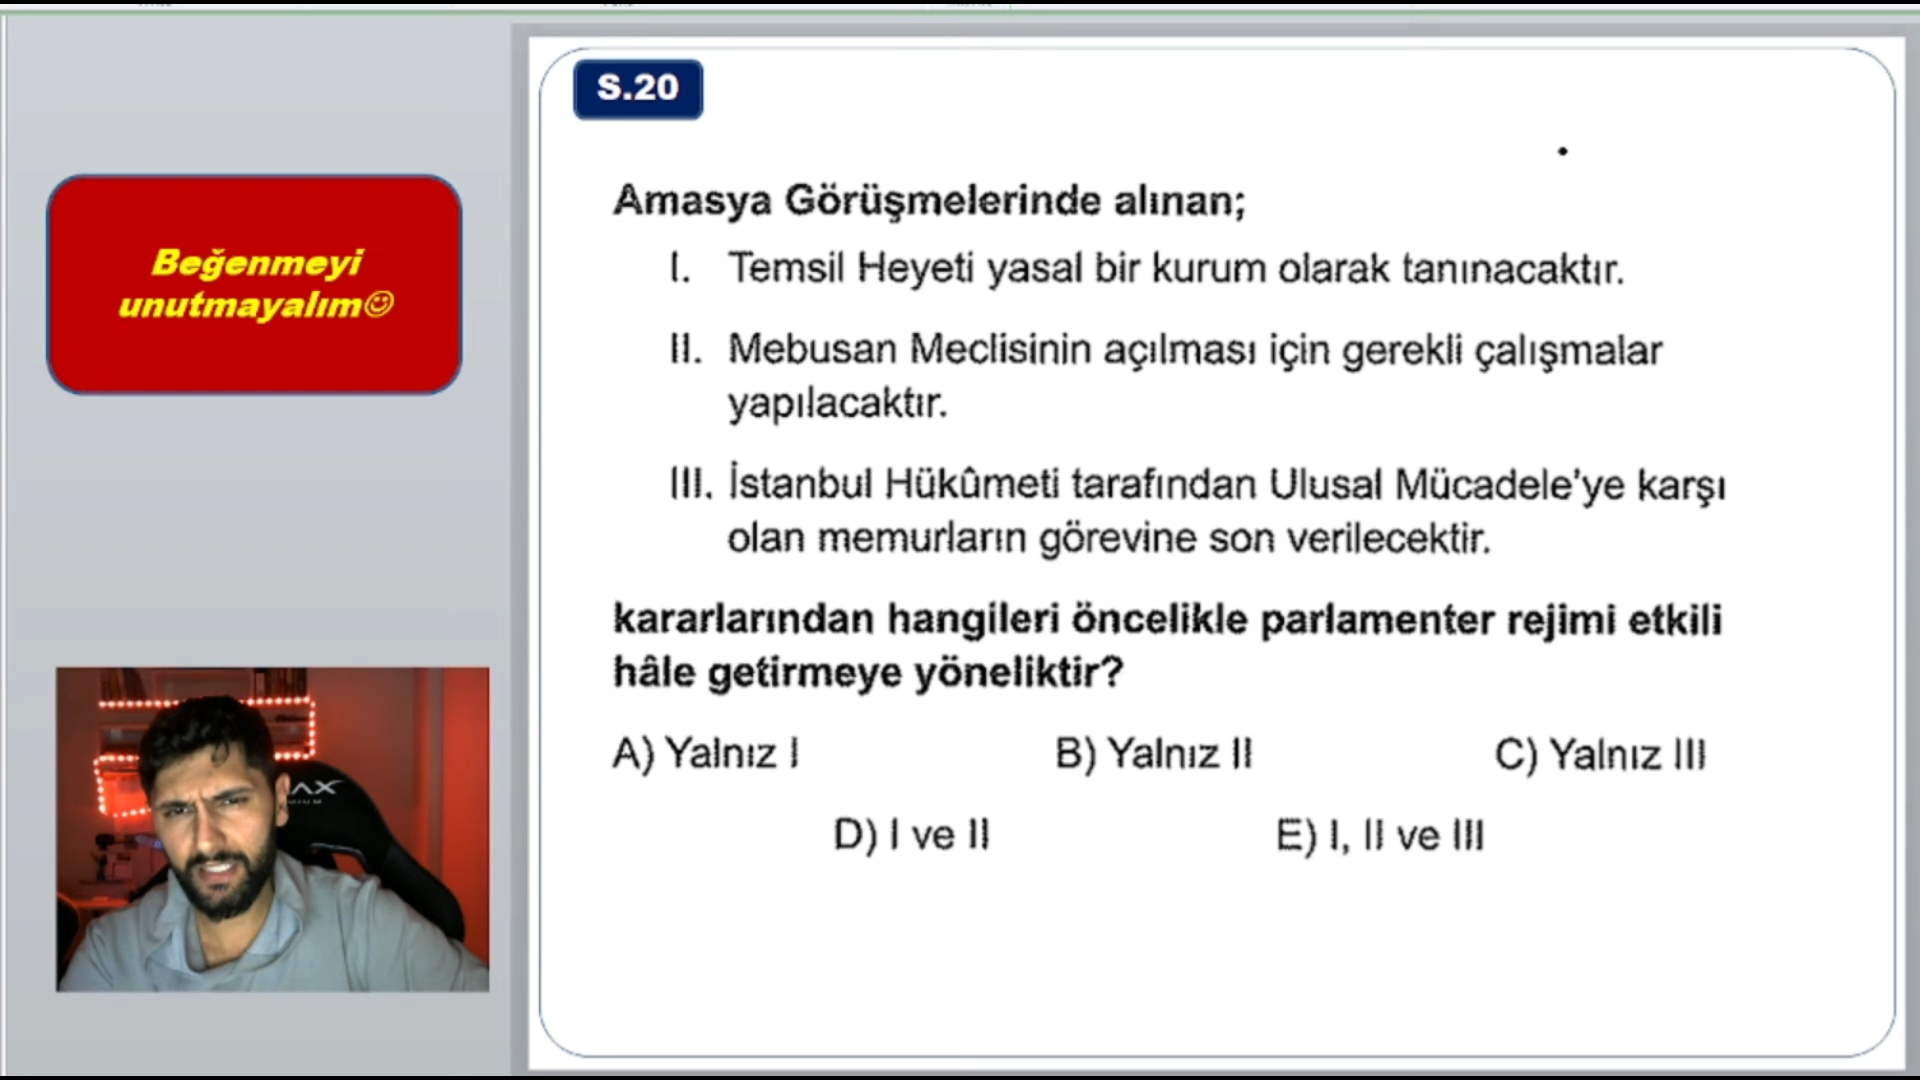 S.20
Beğenmeyi
unutmayalım☺
Amasya Görüşmelerinde alınan;
I. Temsil Heyeti yasal bir kurum olarak tanınacaktır.
II. Mebusan Meclisinin açılması için gerekli çalışmalar
yapılacaktır.
III. İstanbul Hükûmeti tarafından Ulusal Mücadele'ye karşı
olan memurların görevine son verilecektir.
kararlarından hangileri öncelikle parlamenter rejimi etkili
hâle getirmeye yöneliktir?
A) Yalnız I B) Yalnız II C) Yalnız III
D) I ve II E) I, II ve III